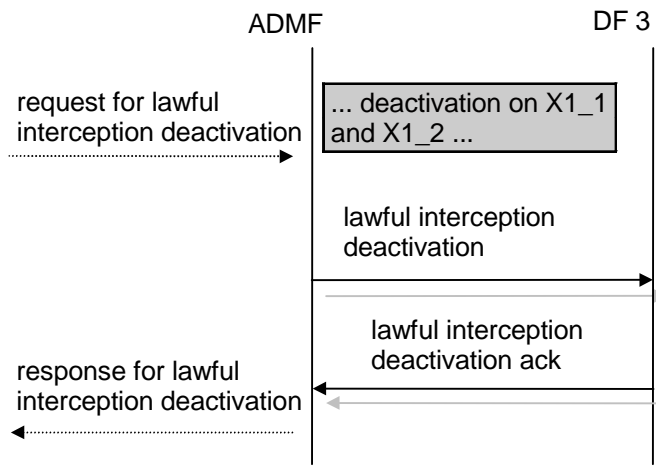 ADMF
DF 3
request for lawful
interception deactivation
... deactivation on X1_1
and X1_2 ...
lawful interception
deactivation
lawful interception
deactivation ack
response for lawful
interception deactivation